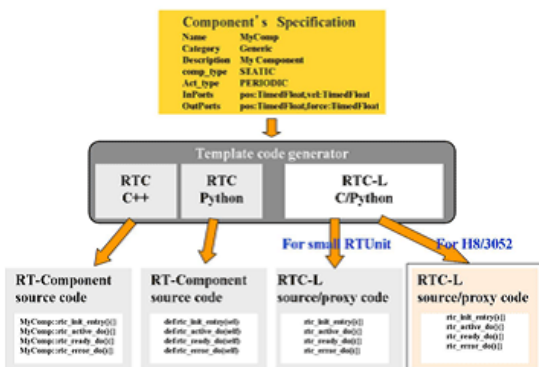 Component's Specification
Name MyComp
Category Generic
Description My Component
comp_type STATIC
Act_type PERIODIC
InPorts pos:TimedFloat,vel:TimedFloat
OutPorts pos:TimedFloat,force:TimedFloat
Template code generator
RTC
C++
RTC
Python
RTC-L
C/Python
For small RTUnit
For H8/3052
RT-Component
source code
MyComp::rtc_init_entry(){}
MyComp::rtc_active_do(){}
MyComp::rtc_ready_do(){}
MyComp::rtc_error_do(){}
RT-Component
source code
def:rtc_init_entry(self)
def:rtc_active_do(self)
def:rtc_ready_do(self)
def:rtc_error_do(self)
RTC-L
source/proxy code
rtc_init_entry(){}
rtc_active_do(){}
rtc_ready_do(){}
rtc_error_do(){}
RTC-L
source/proxy code
rtc_init_entry(){}
rtc_active_do(){}
rtc_ready_do(){}
rtc_error_do(){}